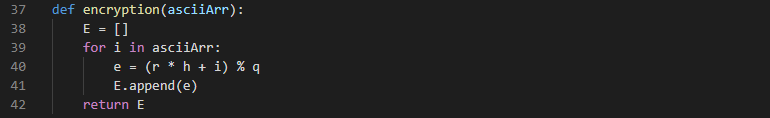 37 def encryption(asciiArr):
38     E = []
39     for i in asciiArr:
40         e = (r * h + i) % q
41         E.append(e)
42     return E